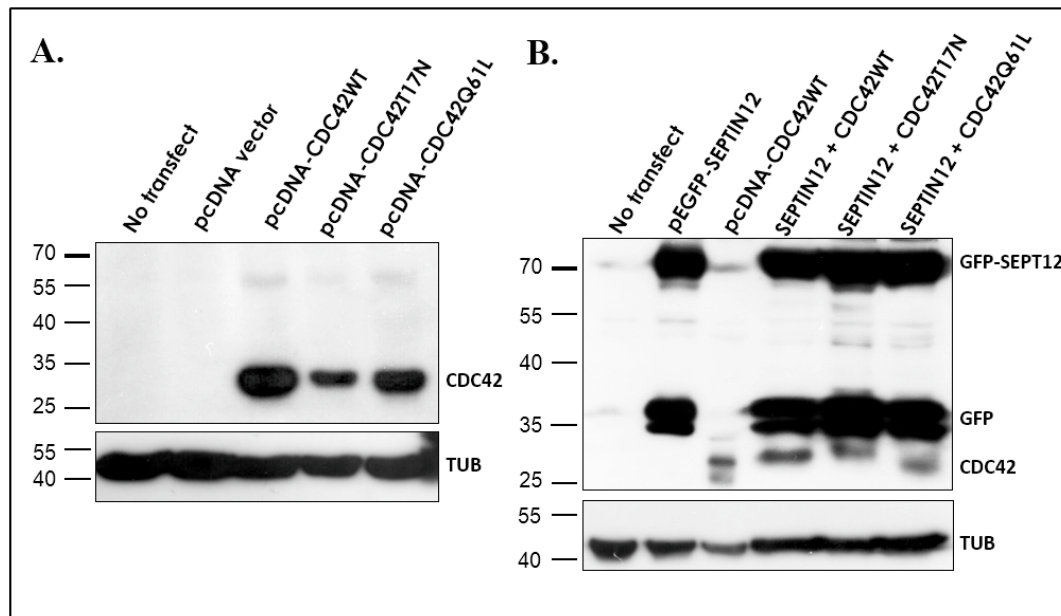 A.
No transfect
pcDNA vector
pcDNA-CDC42WT
pcDNA-CDC42T17N
pcDNA-CDC42Q61L
70
55
40
35
25
CDC42
55
40
TUB
B.
No transfect
pEGFP-SEPTIN12
pcDNA-CDC42WT
SEPTIN12 + CDC42WT
SEPTIN12 + CDC42T17N
SEPTIN12 + CDC42Q61L
70
55
40
35
25
GFP-SEPT12
GFP
CDC42
55
40
TUB